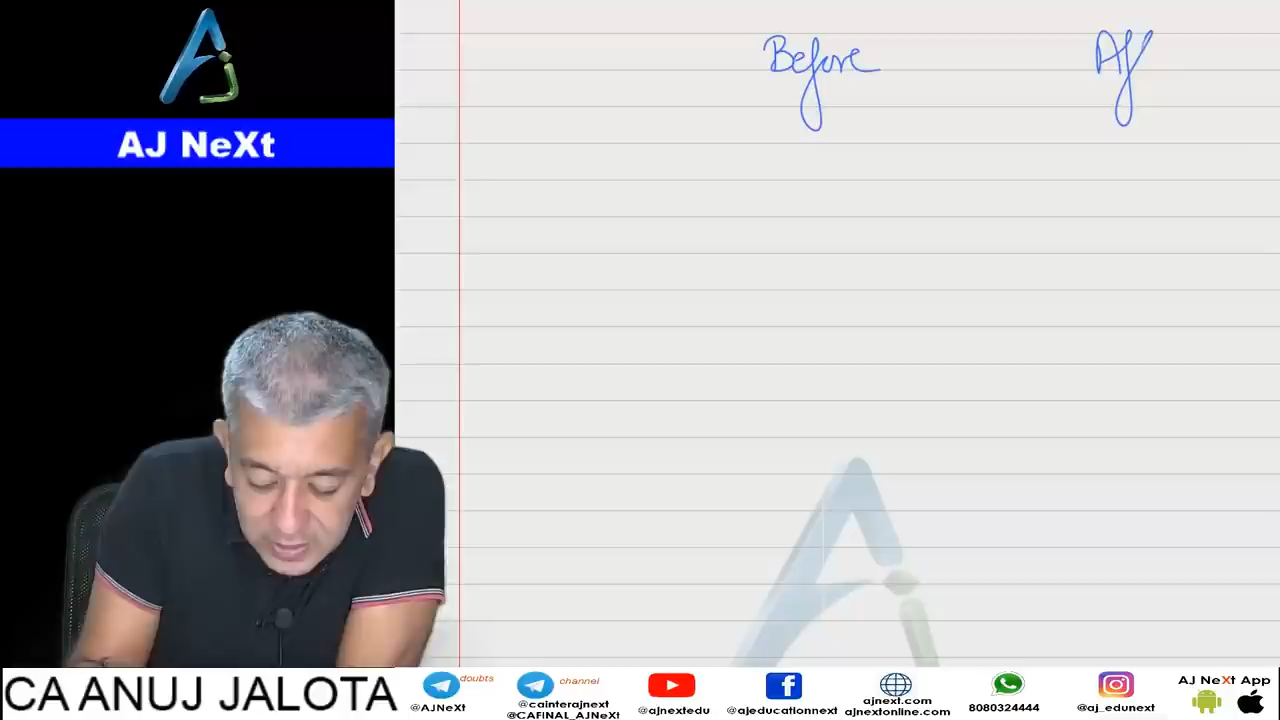 Before Af
AJ NeXt
CA ANUJ JALOTA
doubts
@AJNeXt
channel
@cainterajnext
@CAFINAL_AJNeXt
@ajnextedu
@ajeducationnext
ajnext.com
ajnextonline.com
8080324444
@aj_edunext
AJ NeXt App